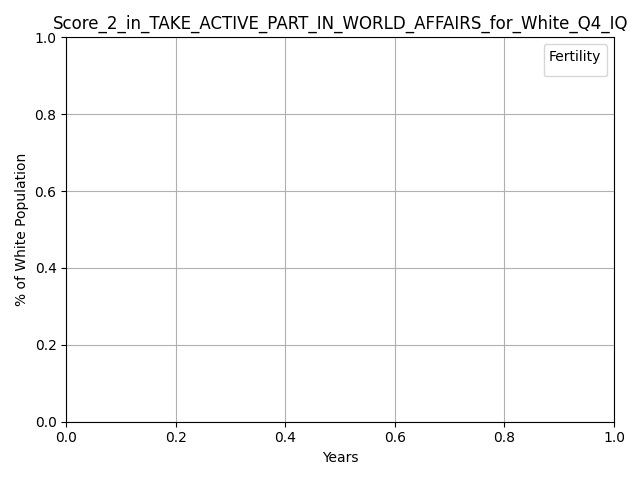 Score_2_in_TAKE_ACTIVE_PART_IN_WORLD_AFFAIRS_for_White_Q4_IQ
Fertility
% of White Population
1.0
0.8
0.6
0.4
0.2
0.0
0.0 0.2 0.4 0.6 0.8 1.0
Years